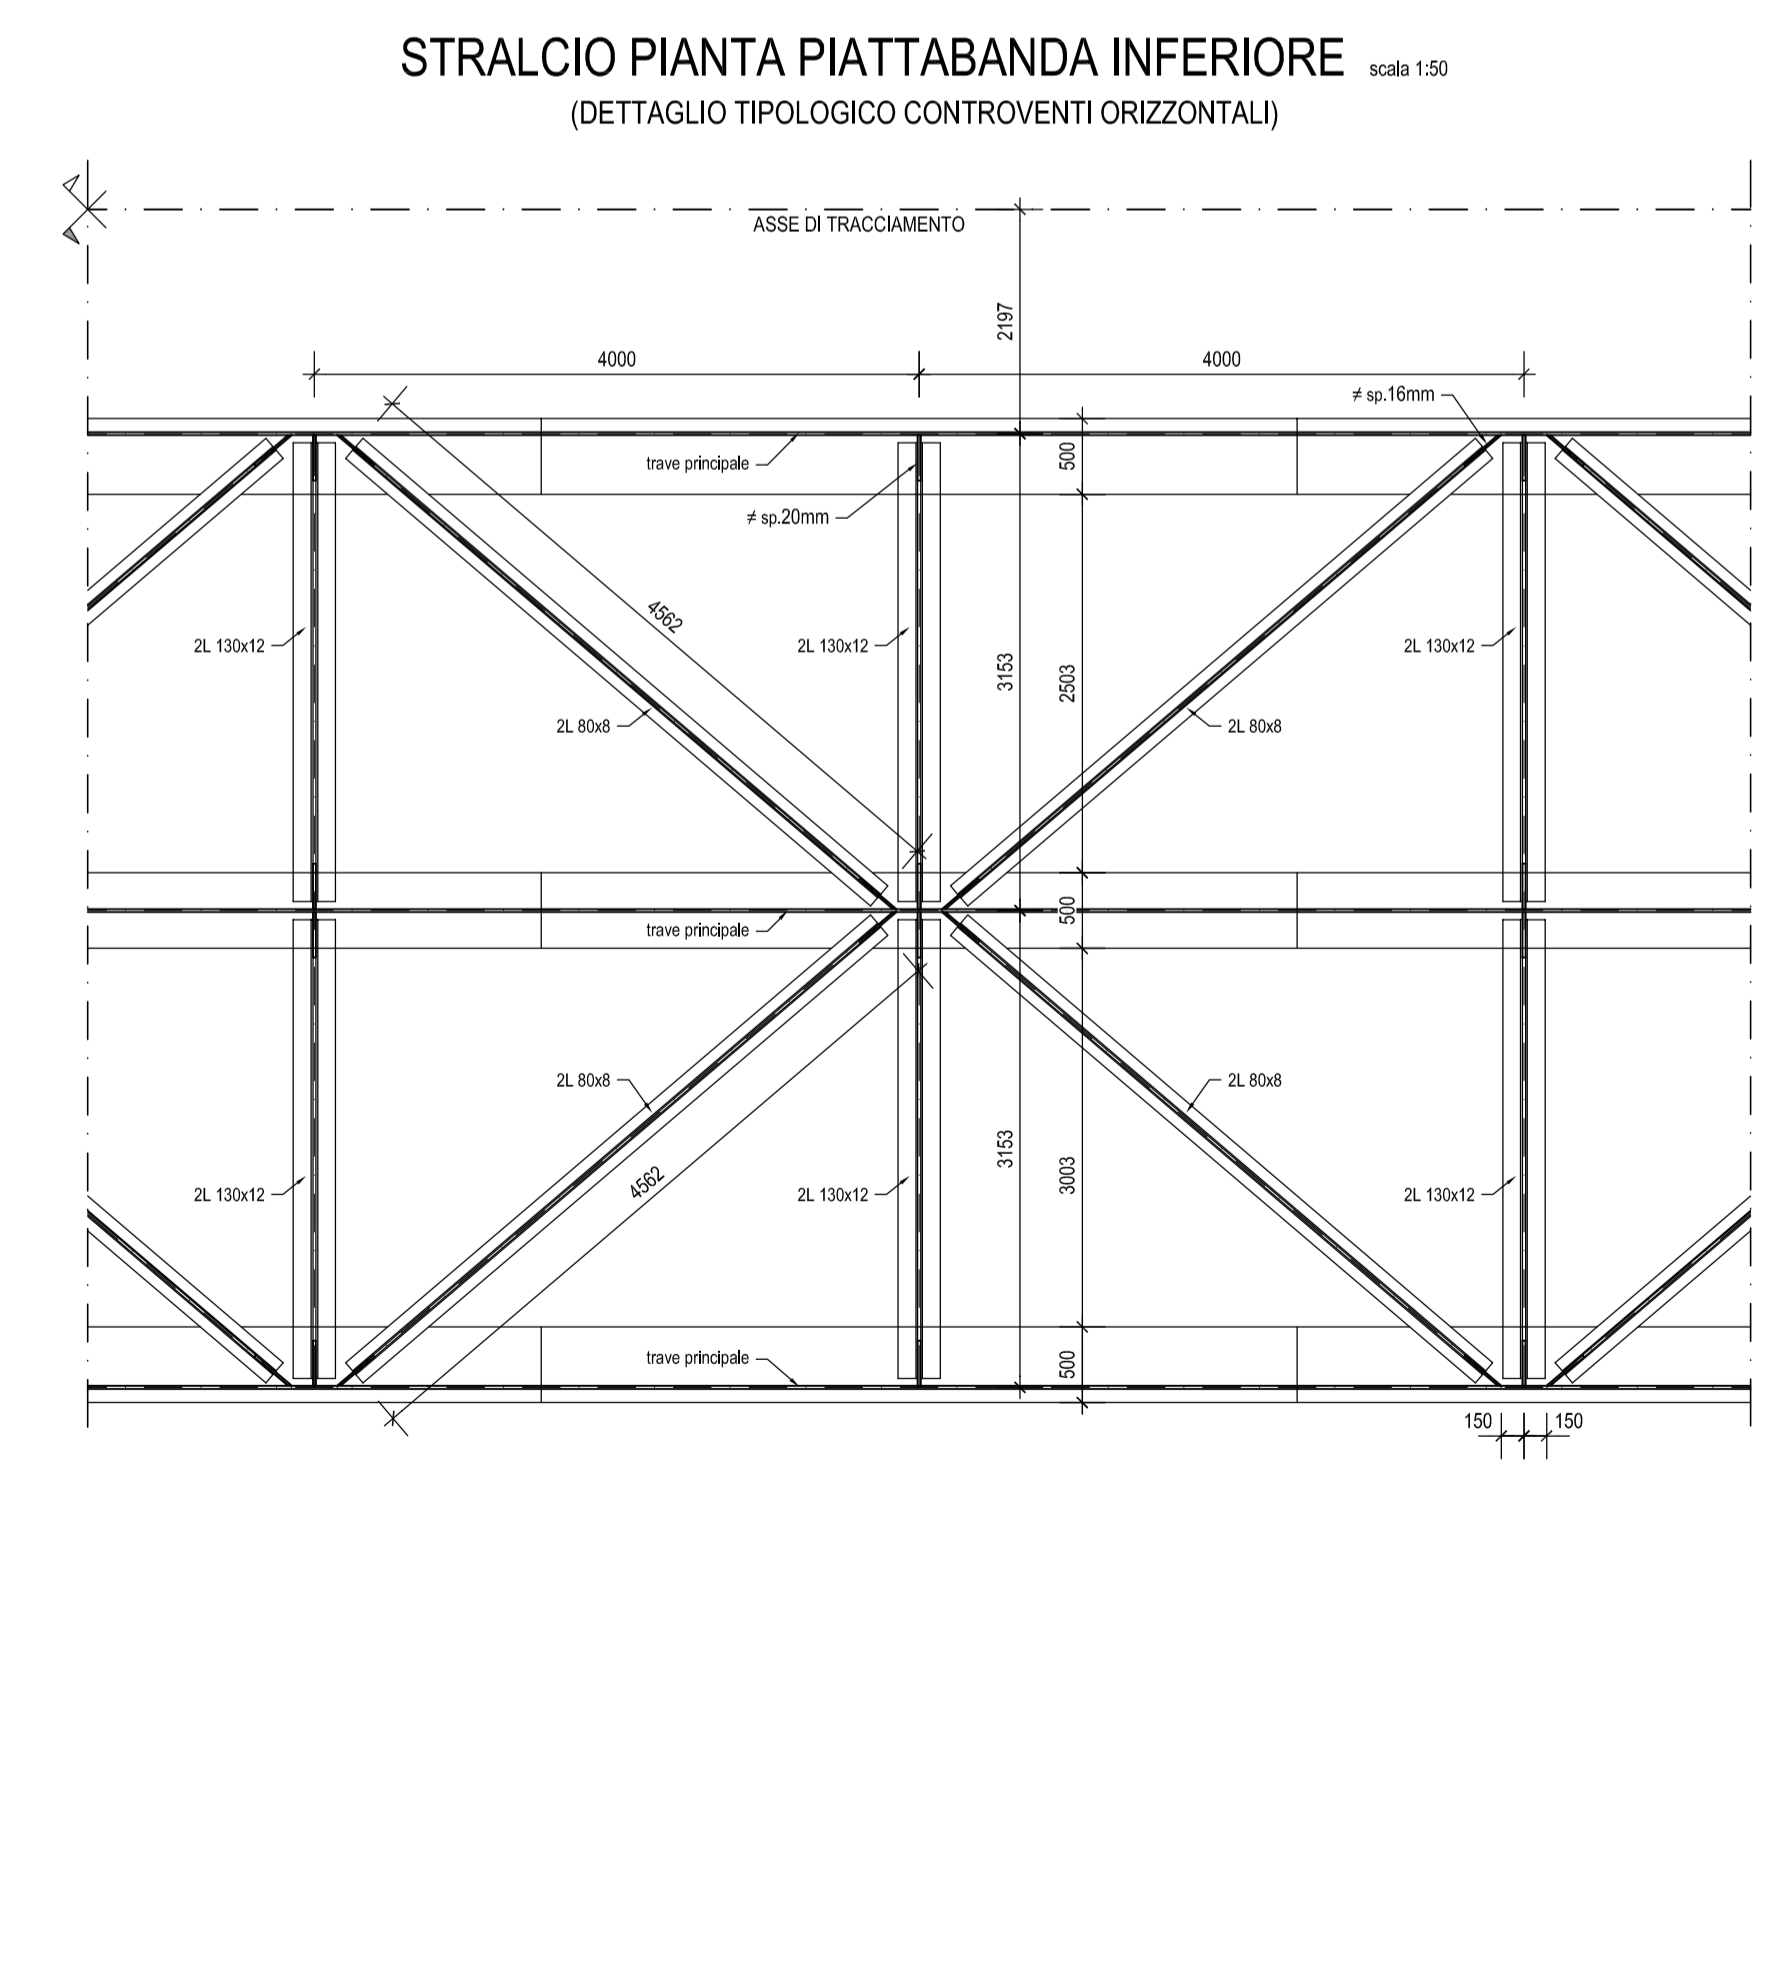 STRALCIO PIANTA PIATTABANDA INFERIORE scala 1:50
(DETTAGLIO TIPOLOGICO CONTROVENTI ORIZZONTALI)
ASSE DI TRACCIAMENTO
2197
4000
4000
≠ sp.16mm
trave principale
500
≠ sp.20mm
4562
2L 130x12
2L 130x12
2L 130x12
3153
2503
2L 80x8
2L 80x8
500
trave principale
2L 80x8
2L 80x8
3153
3003
4562
2L 130x12
2L 130x12
2L 130x12
trave principale
500
150
150